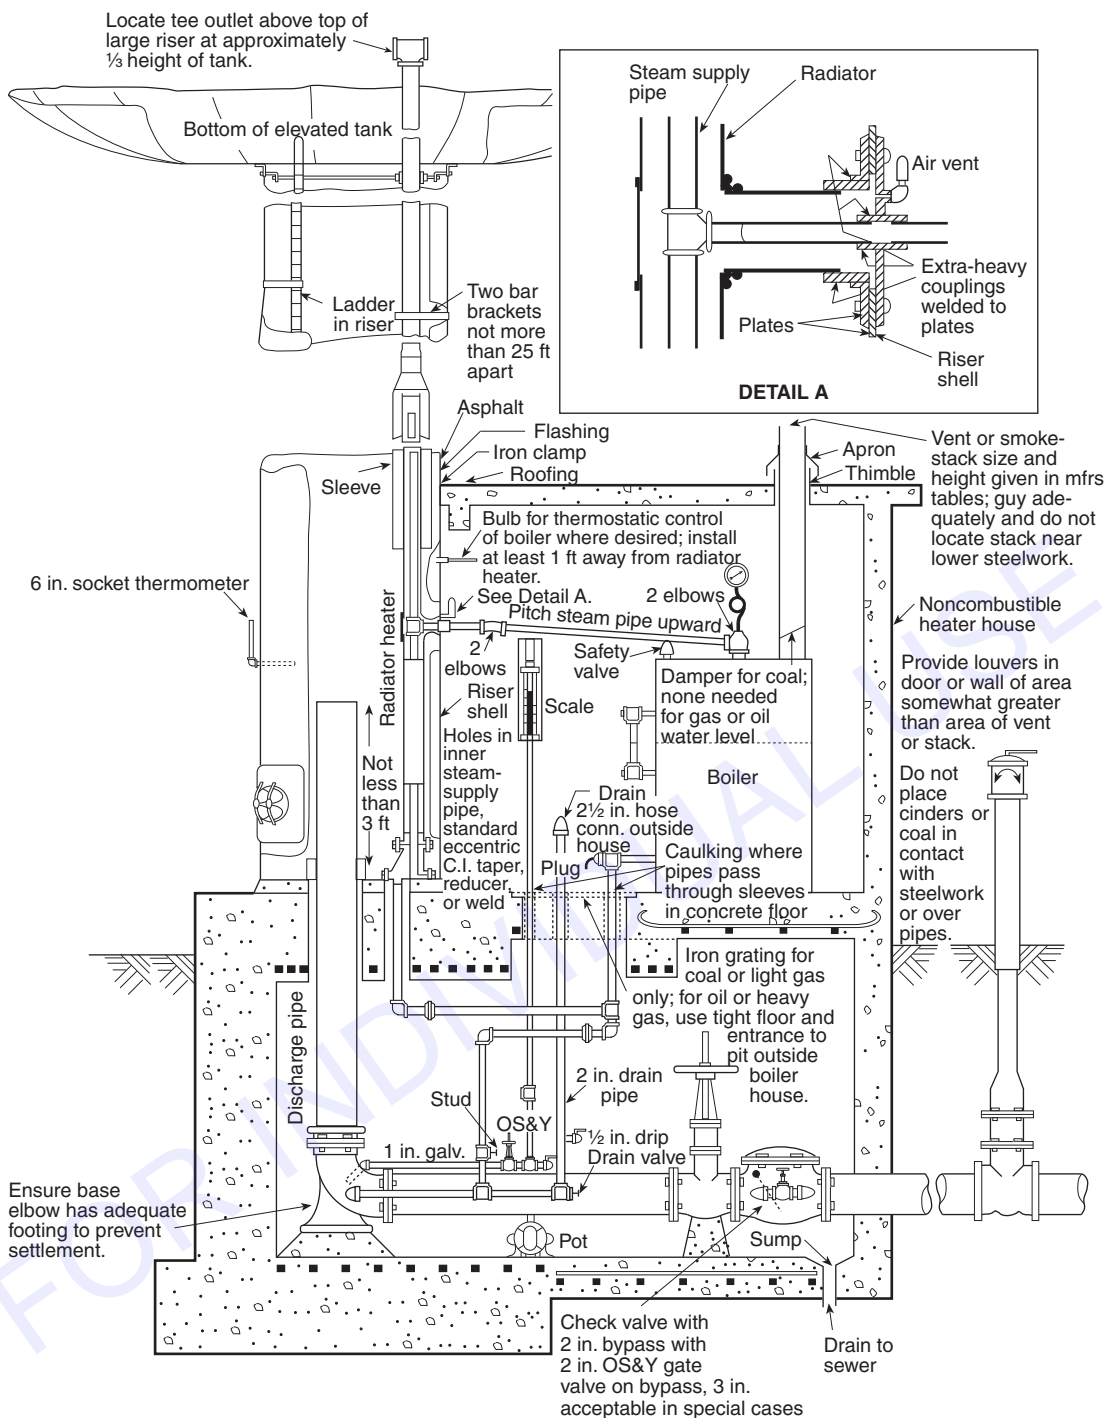 Locate tee outlet above top of
large riser at approximately
⅓ height of tank.
Bottom of elevated tank
Ladder
in riser
Two bar
brackets
not more
than 25 ft
apart
Steam supply
pipe
Radiator
Air vent
Extra-heavy
couplings
welded to
plates
Plates
Riser
shell
DETAIL A
Asphalt
Flashing
Iron clamp
Roofing
Sleeve
Apron
Thimble
Vent or smoke-
stack size and
height given in mfrs
tables; guy ade-
quately and do not
locate stack near
lower steelwork.
Bulb for thermostatic control
of boiler where desired; install
at least 1 ft away from radiator
heater.
6 in. socket thermometer
See Detail A.
2 elbows
Pitch steam pipe upward
Noncombustible
heater house
Radiator heater
2
elbows
Safety
valve
Provide louvers in
door or wall of area
somewhat greater
than area of vent
or stack.
Damper for coal;
none needed
for gas or oil
water level
Riser
shell
Scale
Holes in
inner
steam-
supply
pipe,
standard
eccentric
C.I. taper,
reducer,
or weld
Not
less
than
3 ft
Boiler
Do not
place
cinders or
coal in
contact
with
steelwork
or over
pipes.
Drain
2½ in. hose
conn. outside
house
Plug
Caulking where
pipes pass
through sleeves
in concrete floor
Iron grating for
coal or light gas
only; for oil or heavy
gas, use tight floor and
entrance to
pit outside
boiler
house.
Discharge pipe
2 in. drain
pipe
Stud
OS&Y
1 in. galv.
½ in. drip
Drain valve
Ensure base
elbow has adequate
footing to prevent
settlement.
Pot
Sump
Check valve with
2 in. bypass with
2 in. OS&Y gate
valve on bypass, 3 in.
acceptable in special cases
Drain to
sewer
FOR INDIVIDUAL USE